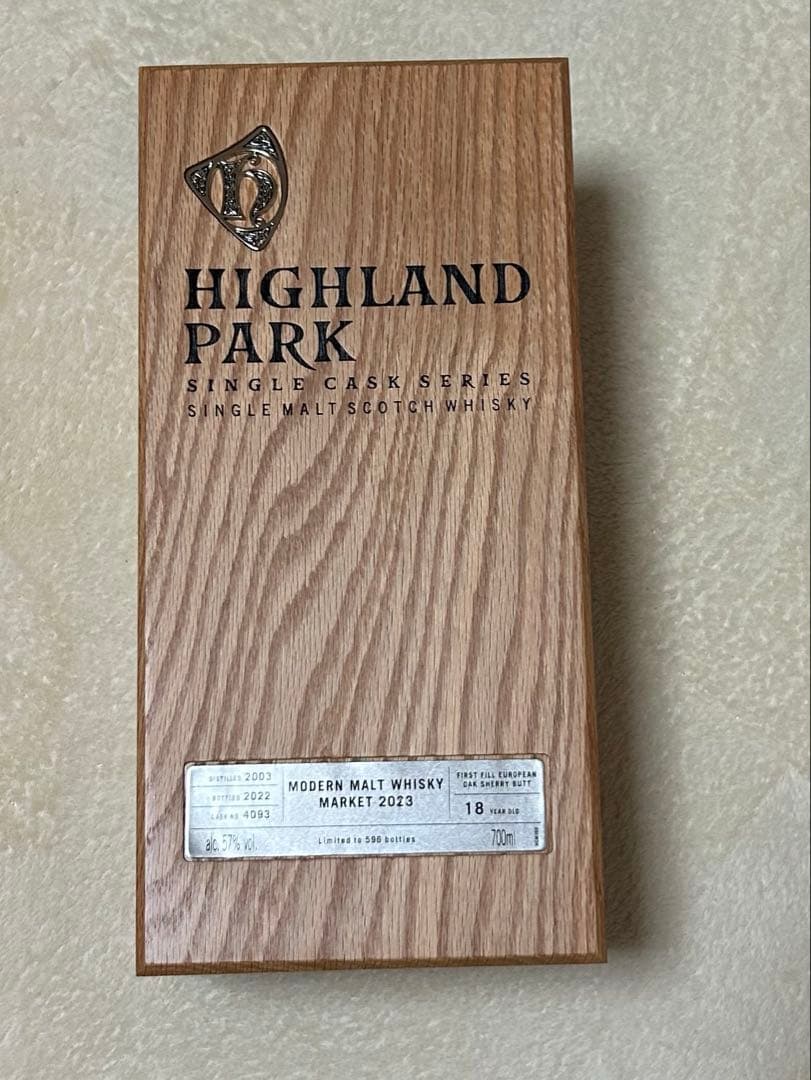 HIGHLAND
PARK
SINGLE CASK SERIES
SINGLE MALT SCOTCH WHISKY
DISTILLED 2003
BOTTLED 2022
CASK NO 4093
MODERN MALT WHISKY
MARKET 2023
FIRST FILL EUROPEAN
OAK SHERRY BUTT
18 YEAR OLD
alc. 57% vol.
Limited to 596 bottles
700ml